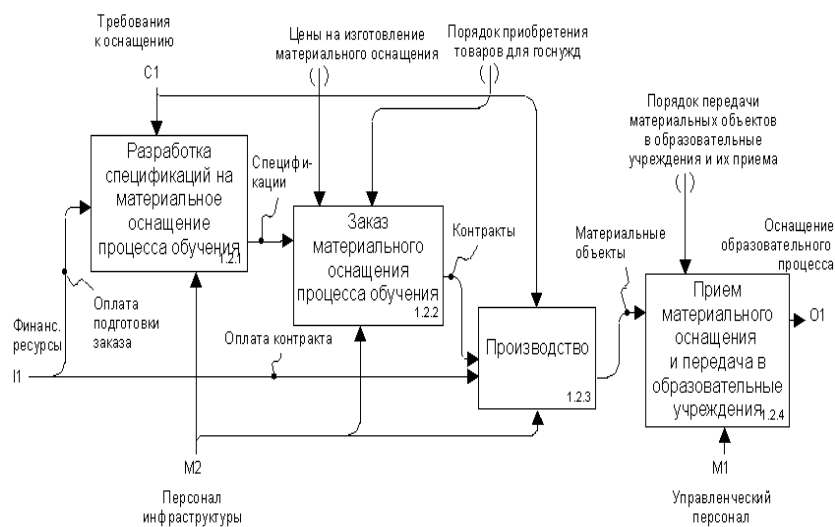 Требования
к оснащению
C1
Цены на изготовление
материального оснащения
( )
Порядок приобретения
товаров для госнужд
( )
Порядок передачи
материальных объектов
в образовательные
учреждения и их приема
( )
Разработка
спецификаций на
материальное
оснащение
процесса обучения
1.2.1
Специфи-
кации
Заказ
материального
оснащения
процесса обучения
1.2.2
Контракты
Материальные
объекты
Оснащение
образовательного
процесса
Оплата
подготовки
заказа
Финанс.
ресурсы
I1
Оплата контракта
Производство
1.2.3
Прием
материального
оснащения
и передача в
образовательные
учреждения
1.2.4
O1
M2
Персонал
инфраструктуры
M1
Управленческий
персонал